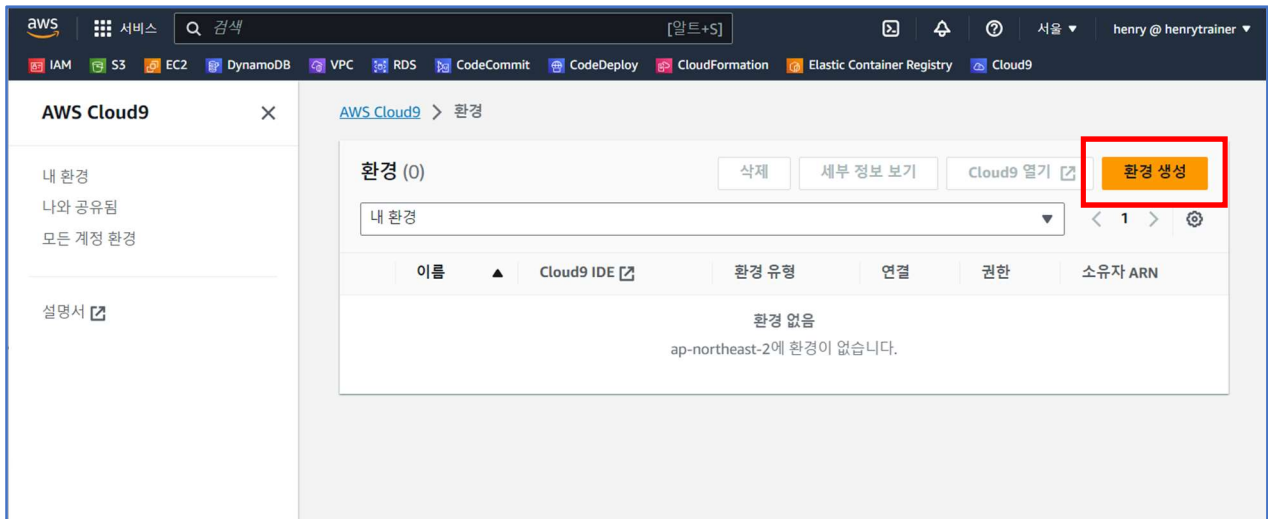 aws 서비스 검색 [알트+S] 서울 ▼ henry @ henrytrainer ▼
IAM S3 EC2 DynamoDB VPC RDS CodeCommit CodeDeploy CloudFormation Elastic Container Registry Cloud9
AWS Cloud9
내 환경
나와 공유됨
모든 계정 환경
설명서
AWS Cloud9 > 환경
환경 (0) 삭제 세부 정보 보기 Cloud9 열기 환경 생성
내 환경 ▼ < 1 >
이름 ▲ Cloud9 IDE 환경 유형 연결 권한 소유자 ARN
환경 없음
ap-northeast-2에 환경이 없습니다.